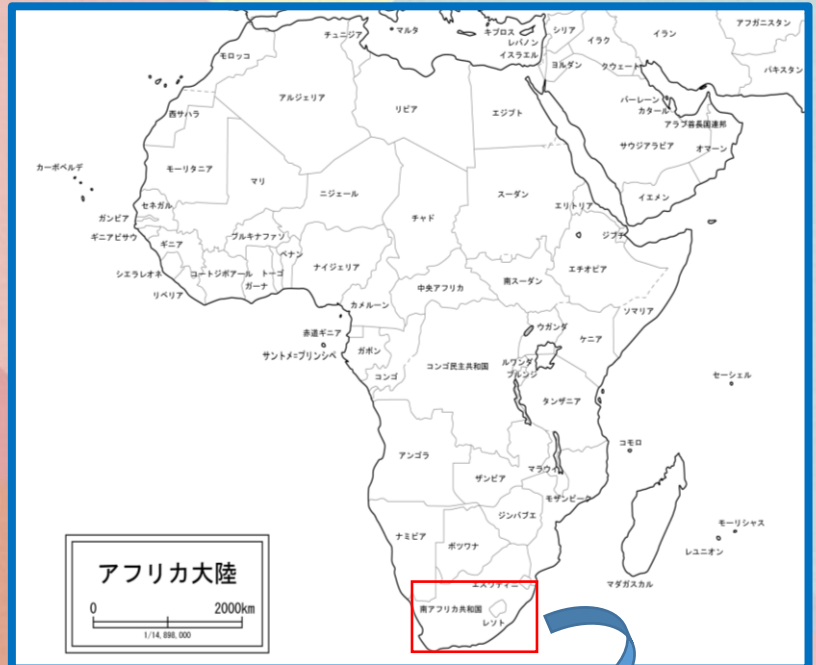 アフガニスタン
チュニジア
マルタ
キプロス
シリア
イラク
イラン
レバノン
イスラエル
モロッコ
ヨルダン
クウェート
パキスタン
アルジェリア
リビア
エジプト
バーレーン
カタール
西サハラ
アラブ首長国連邦
サウジアラビア
オマーン
カーボベルデ
モーリタニア
マリ
ニジェール
スーダン
イエメン
セネガル
エリトリア
ガンビア
チャド
ギニアビサウ
ギニア
ブルキナファソ
ジブチ
ベナン
ナイジェリア
エチオピア
シエラレオネ
コートジボアール
トーゴ
南スーダン
ガーナ
中央アフリカ
リベリア
カメルーン
ソマリア
赤道ギニア
ウガンダ
ケニア
サントメ=プリンシペ
ガボン
コンゴ
コンゴ民主共和国
ルワンダ
ブルンジ
セーシェル
タンザニア
コモロ
アンゴラ
マラウィ
ザンビア
モザンビーク
ジンバブエ
モーリシャス
ナミビア
ボツワナ
レユニオン
マダガスカル
エスワティニ
南アフリカ共和国
レソト
アフリカ大陸
0 2000km
1/14,898,000